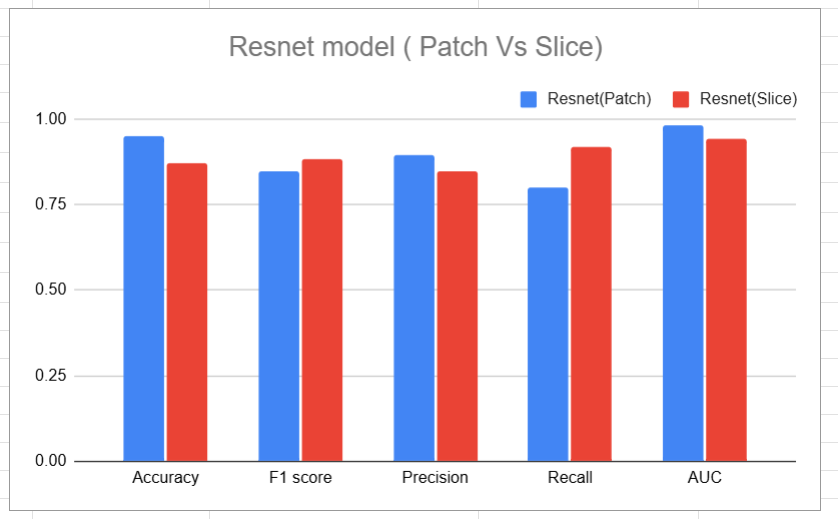 Resnet model ( Patch Vs Slice)
Resnet(Patch) Resnet(Slice)
1.00
0.75
0.50
0.25
0.00
Accuracy F1 score Precision Recall AUC